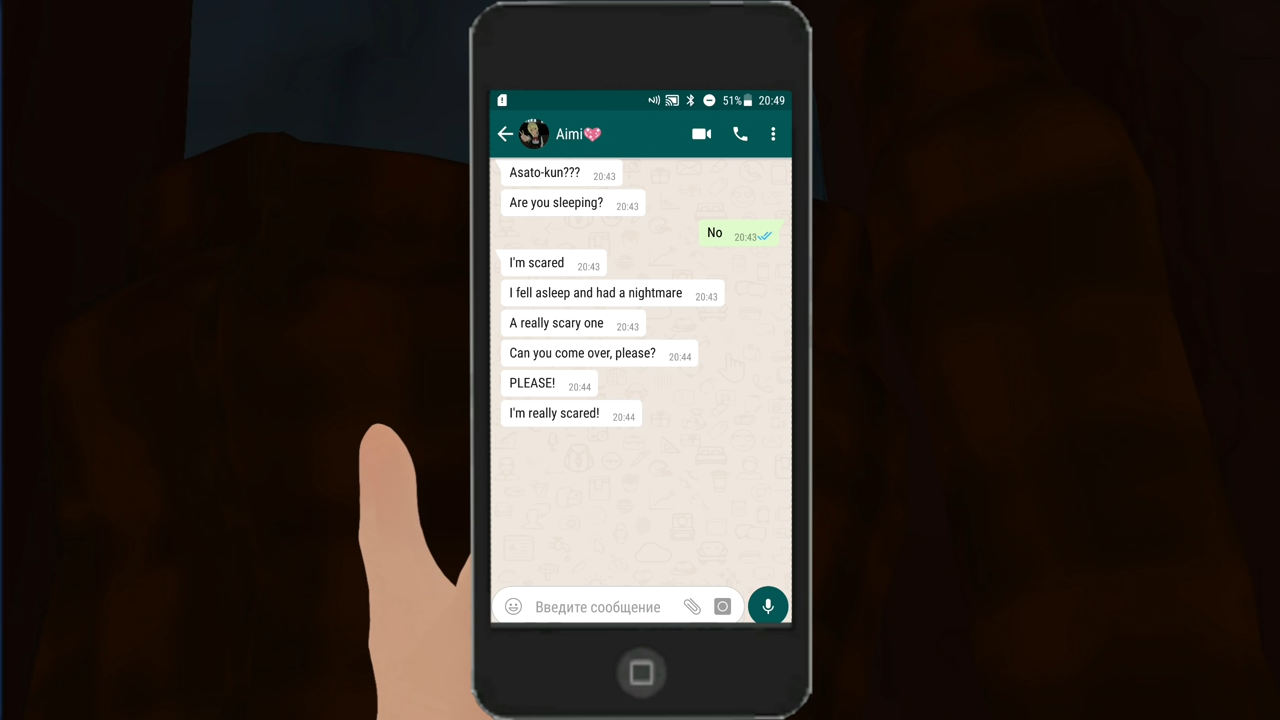 51% 20:49
Aimi💖
Asato-kun??? 20:43
Are you sleeping? 20:43
No 20:43
I'm scared 20:43
I fell asleep and had a nightmare 20:43
A really scary one 20:43
Can you come over, please? 20:44
PLEASE! 20:44
I'm really scared! 20:44
Введите сообщение